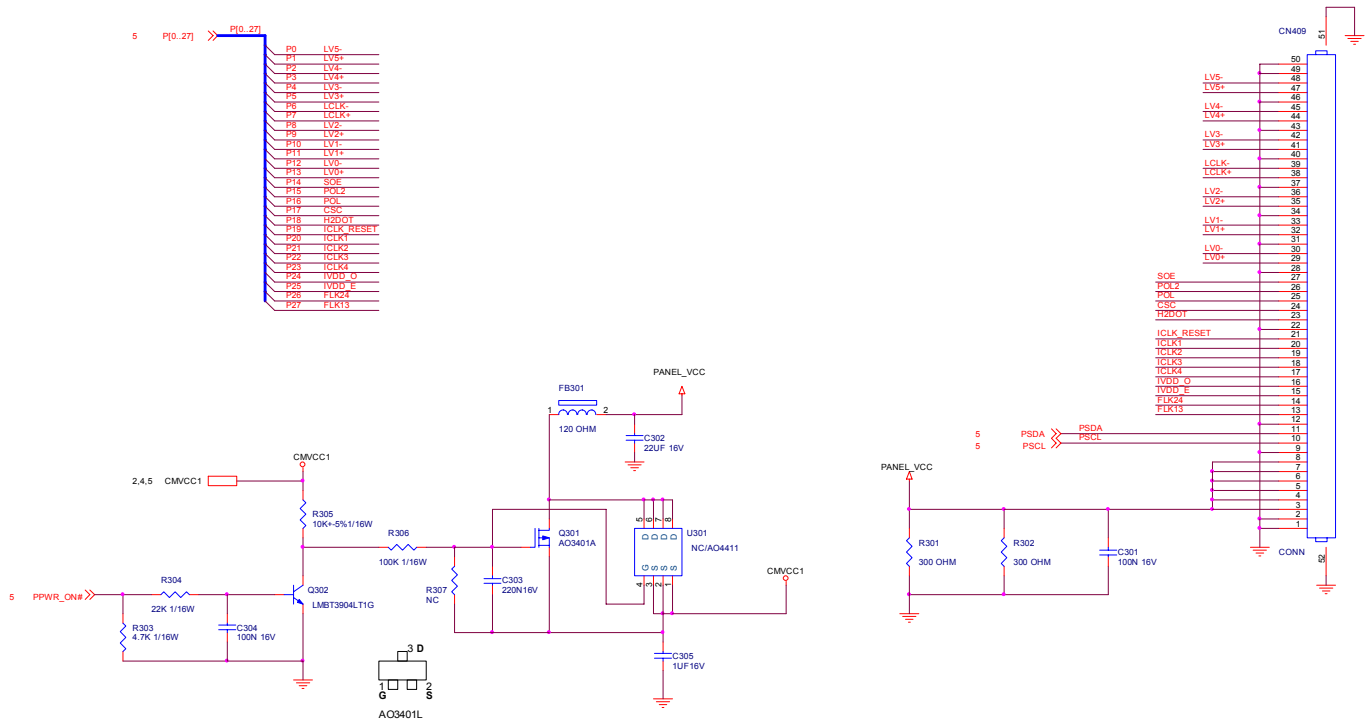 5 P[0..27] P[0..27]
P0 LV5-
P1 LV5+
P2 LV4-
P3 LV4+
P4 LV3-
P5 LV3+
P6 LCLK-
P7 LCLK+
P8 LV2-
P9 LV2+
P10 LV1-
P11 LV1+
P12 LV0-
P13 LV0+
P14 SOE
P15 POL2
P16 POL
P17 CSC
P18 H2DOT
P19 ICLK_RESET
P20 ICLK1
P21 ICLK2
P22 ICLK3
P23 ICLK4
P24 IVDD_O
P25 IVDD_E
P26 FLK24
P27 FLK13
CN409
51
50
49
LV5- 48
LV5+ 47
46
LV4- 45
LV4+ 44
43
LV3- 42
LV3+ 41
40
LCLK- 39
LCLK+ 38
37
LV2- 36
LV2+ 35
34
LV1- 33
LV1+ 32
31
LV0- 30
LV0+ 29
28
SOE 27
POL2 26
POL 25
CSC 24
H2DOT 23
22
ICLK_RESET 21
ICLK1 20
ICLK2 19
ICLK3 18
ICLK4 17
IVDD_O 16
IVDD_E 15
FLK24 14
FLK13 13
12
5 PSDA PSDA 11
5 PSCL PSCL 10
9
8
7
6
5
4
3
2
1
CONN
52
PANEL_VCC
R301
300 OHM
R302
300 OHM
C301
100N 16V
PANEL_VCC
FB301
1 2
120 OHM
C302
22UF 16V
CMVCC1
2,4,5 CMVCC1
R305
10K+-5%1/16W
R306
100K 1/16W
Q301
AO3401A
5 6 7 8
D D D D
G S S S
4 3 2 1
U301
NC/AO4411
CMVCC1
R307
NC
C303
220N16V
5 PPWR_ON#
R304
22K 1/16W
Q302
LMBT3904LT1G
R303
4.7K 1/16W
C304
100N 16V
C305
1UF16V
3 D
1 2
G S
AO3401L